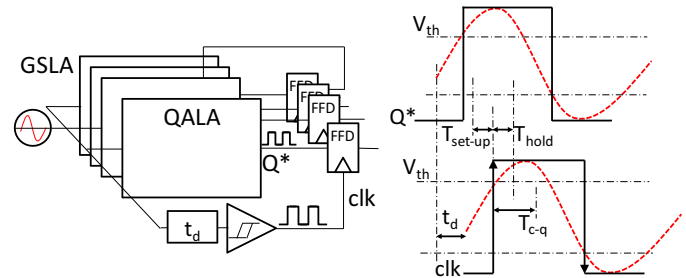 GSLA
QALA
FFD
FFD
FFD
FFD
Q*
clk
t_d
V_th
Q*
T_set-up
T_hold
V_th
t_d
T_c-q
clk